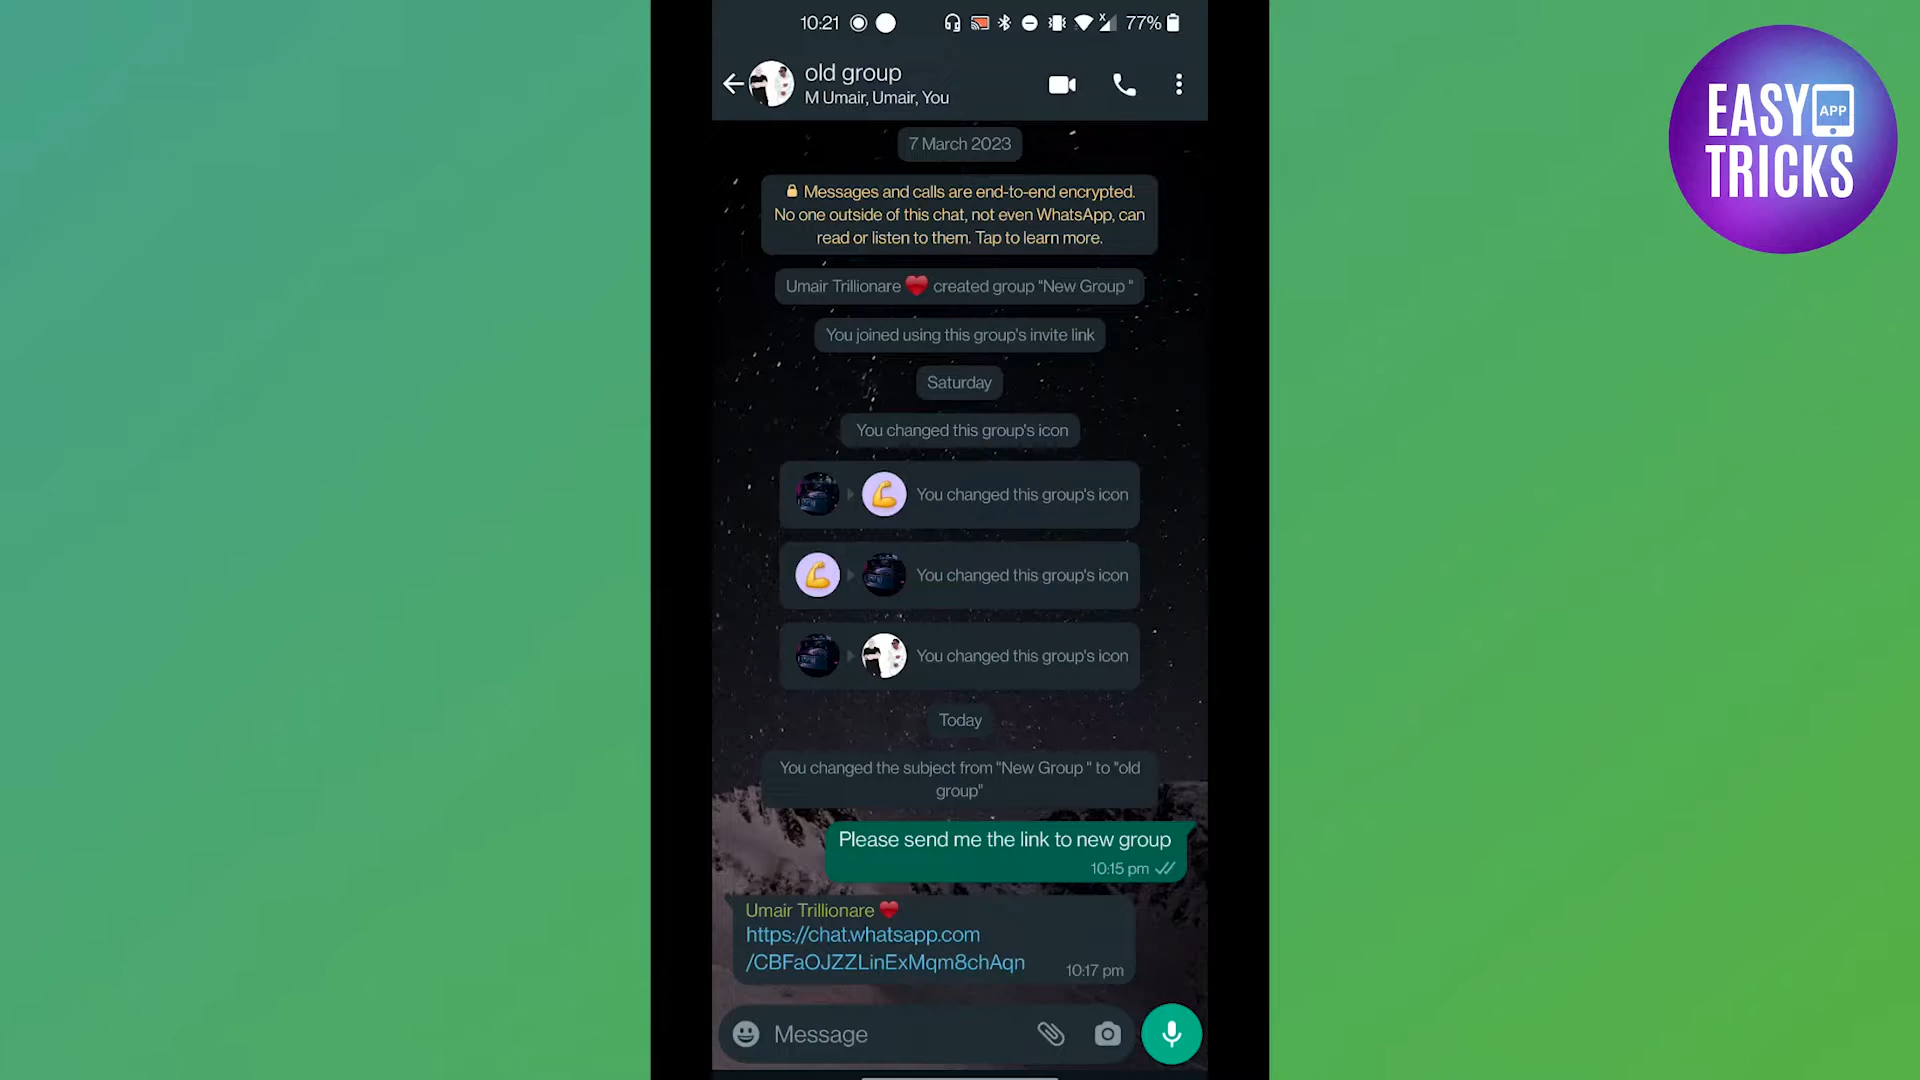 10:21 77%
old group
M Umair, Umair, You
7 March 2023
Messages and calls are end-to-end encrypted.
No one outside of this chat, not even WhatsApp, can
read or listen to them. Tap to learn more.
Umair Trillionare ❤️ created group "New Group "
You joined using this group's invite link
Saturday
You changed this group's icon
You changed this group's icon
You changed this group's icon
You changed this group's icon
Today
You changed the subject from "New Group " to "old
group"
Please send me the link to new group
10:15 pm
Umair Trillionare ❤️
https://chat.whatsapp.com
/CBFaOJZZLinExMqm8chAqn
10:17 pm
Message
EASY APP
TRICKS